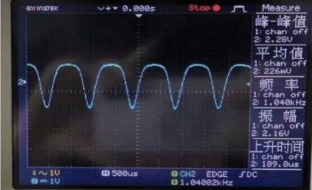 GWINSTEK 0.000s Stop
Measure
峰-峰值
1: chan off
2: 2.28V
平均值
1: chan off
2: 226mV
频 率
1: chan off
2: 1.040kHz
振 幅
1: chan off
2: 2.16V
上升时间
1: chan off
2: 189.8us
2
1 ~ 1V 500us CH2 EDGE DC
2 1V 1.04002kHz